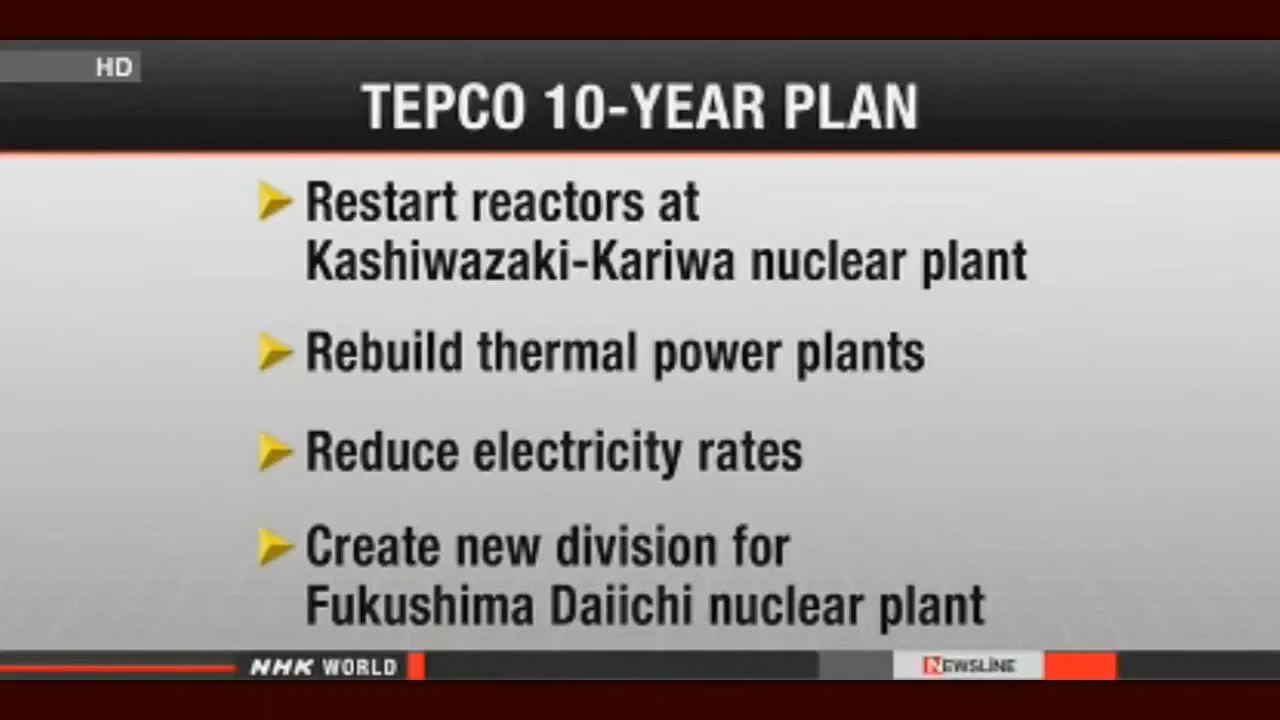 HD
TEPCO 10-YEAR PLAN
Restart reactors at
Kashiwazaki-Kariwa nuclear plant
Rebuild thermal power plants
Reduce electricity rates
Create new division for
Fukushima Daiichi nuclear plant
NHK WORLD
NEWSLINE